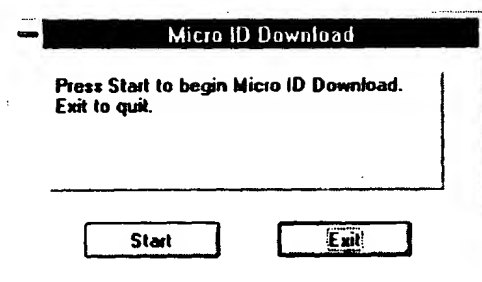 Micro ID Download
Press Start to begin Micro ID Download.
Exit to quit.
Start
Exit